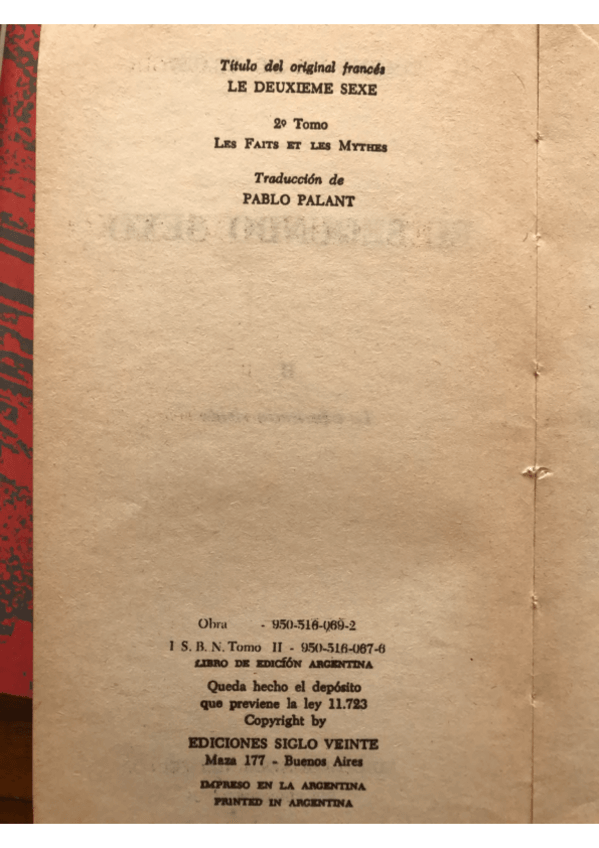 Título del original francés
LE DEUXIEME SEXE
2º Tomo
LES FAITS ET LES MYTHES
Traducción de
PABLO PALANT
Obra - 950-516-069-2
I S. B. N. Tomo II - 950-516-067-6
LIBRO DE EDICIÓN ARGENTINA
Queda hecho el depósito
que previene la ley 11.723
Copyright by
EDICIONES SIGLO VEINTE
Maza 177 - Buenos Aires
IMPRESO EN LA ARGENTINA
PRINTED IN ARGENTINA